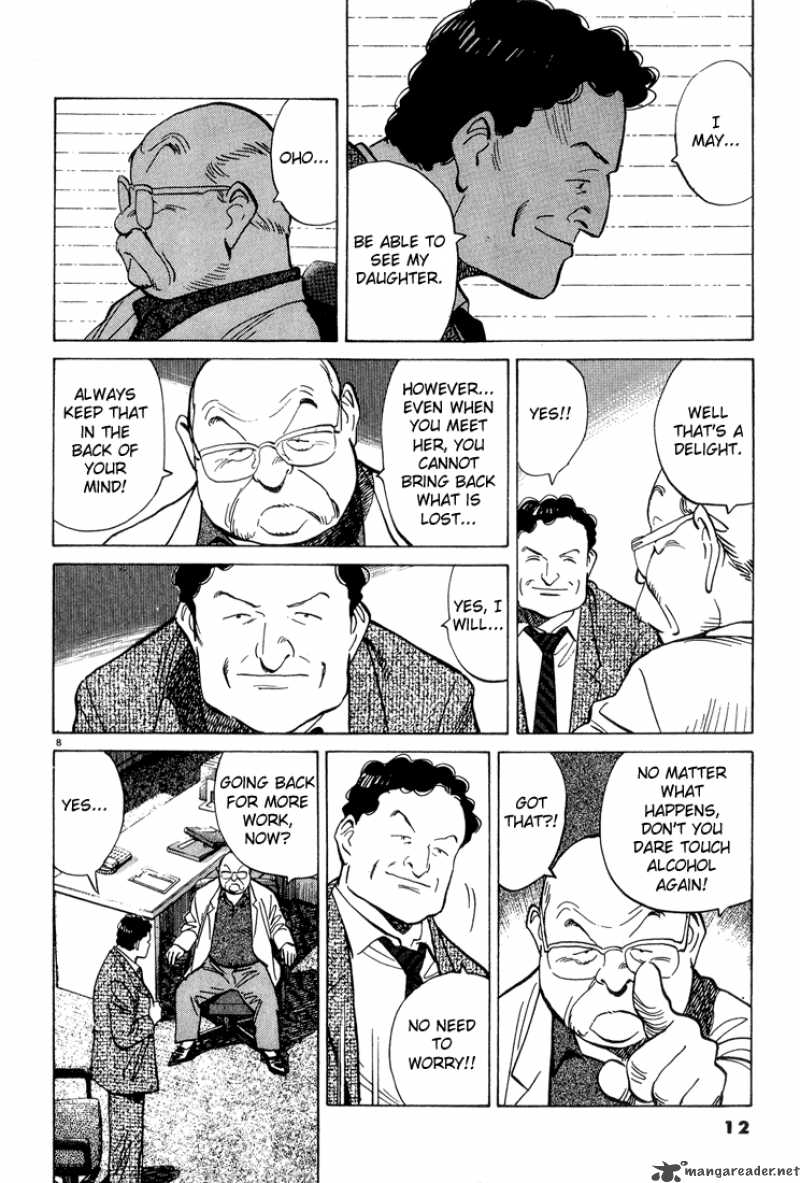 I
MAY...
BE ABLE TO
SEE MY
DAUGHTER.
OHO...
WELL
THAT'S A
DELIGHT.
YES!!
HOWEVER...
EVEN WHEN
YOU MEET
HER, YOU
CANNOT
BRING BACK
WHAT IS
LOST...
ALWAYS
KEEP THAT
IN THE
BACK OF
YOUR
MIND!
YES, I
WILL...
8
NO MATTER
WHAT
HAPPENS,
DON'T YOU
DARE TOUCH
ALCOHOL
AGAIN!
GOT
THAT?!
NO NEED
TO
WORRY!!
GOING BACK
FOR MORE
WORK,
NOW?
YES...
12
mangareader.net